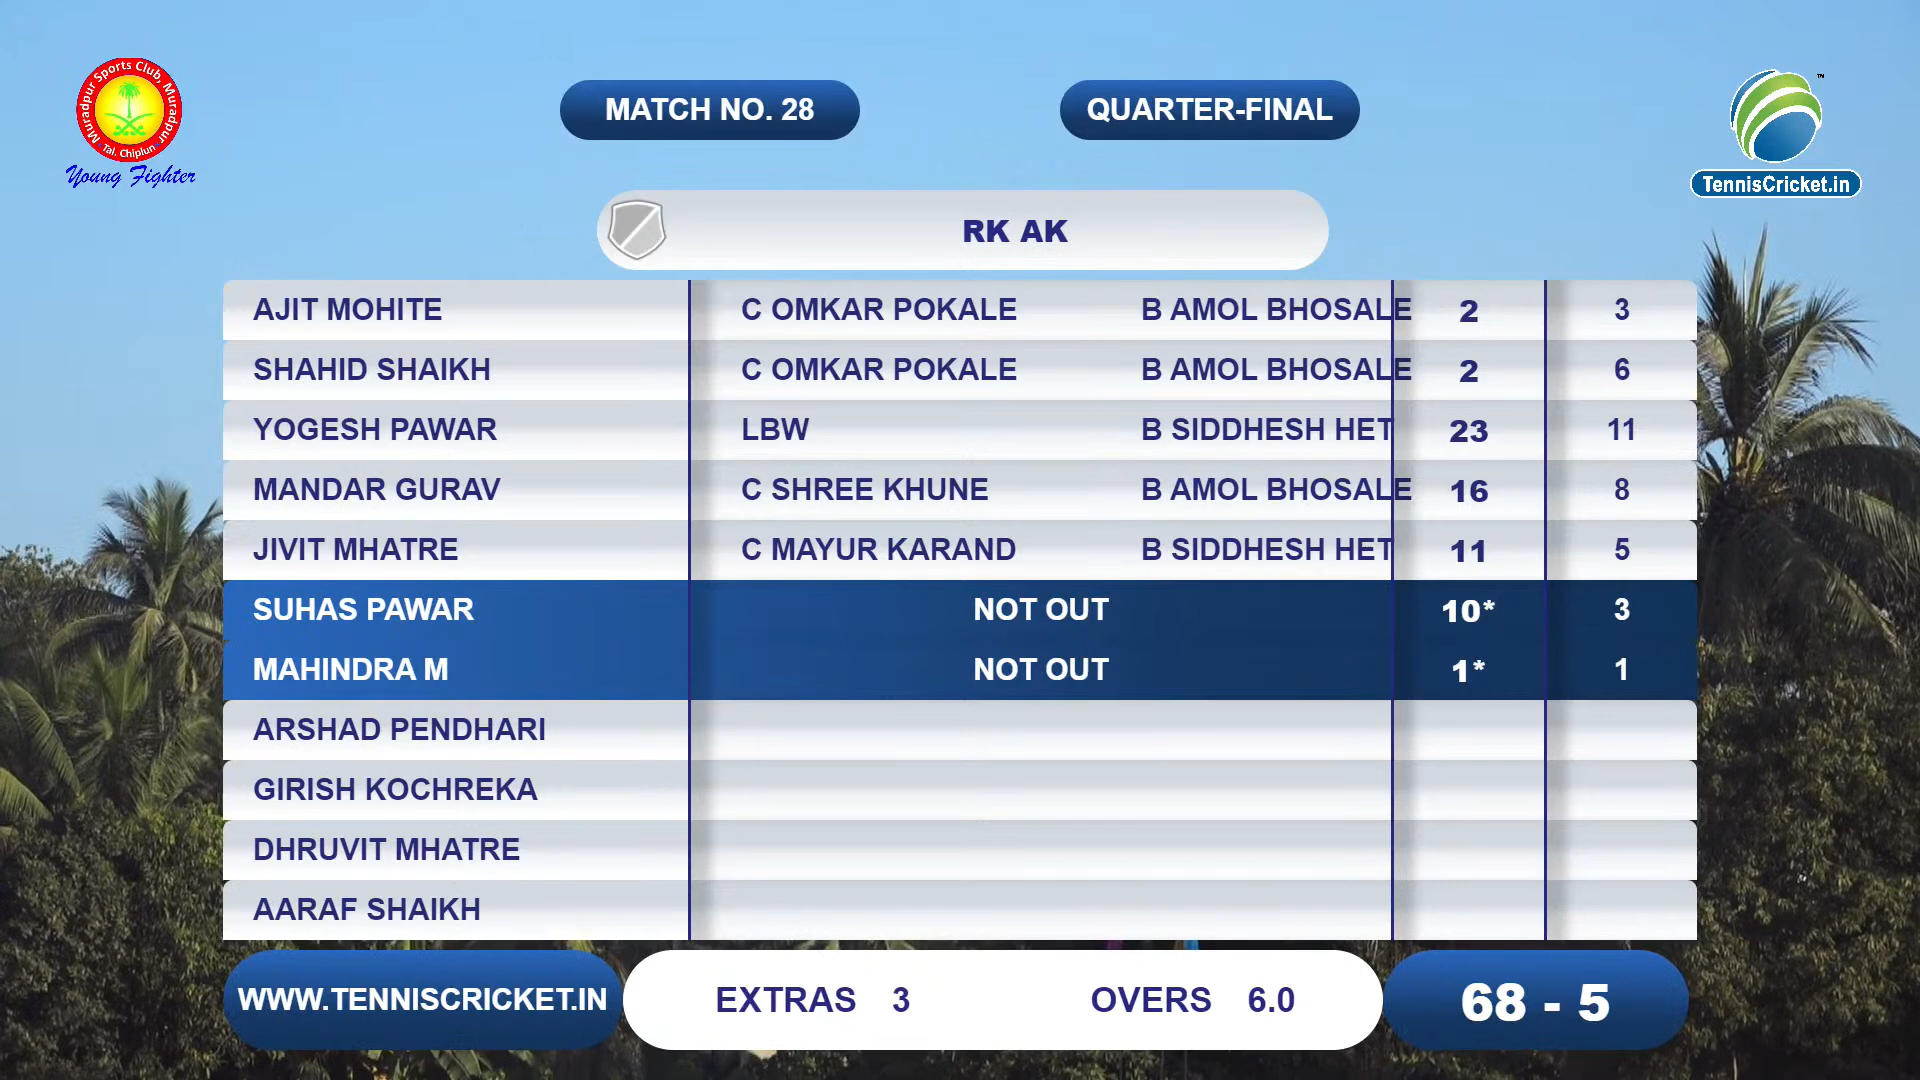 Muradpur Sports Club, Muradpur
Tal. Chiplun
Young Fighter
MATCH NO. 28
QUARTER-FINAL
TM
TennisCricket.in
RK AK
AJIT MOHITE C OMKAR POKALE B AMOL BHOSALE 2 3
SHAHID SHAIKH C OMKAR POKALE B AMOL BHOSALE 2 6
YOGESH PAWAR LBW B SIDDHESH HET 23 11
MANDAR GURAV C SHREE KHUNE B AMOL BHOSALE 16 8
JIVIT MHATRE C MAYUR KARAND B SIDDHESH HET 11 5
SUHAS PAWAR NOT OUT 10* 3
MAHINDRA M NOT OUT 1* 1
ARSHAD PENDHARI
GIRISH KOCHREKA
DHRUVIT MHATRE
AARAF SHAIKH
WWW.TENNISCRICKET.IN EXTRAS 3 OVERS 6.0 68 - 5